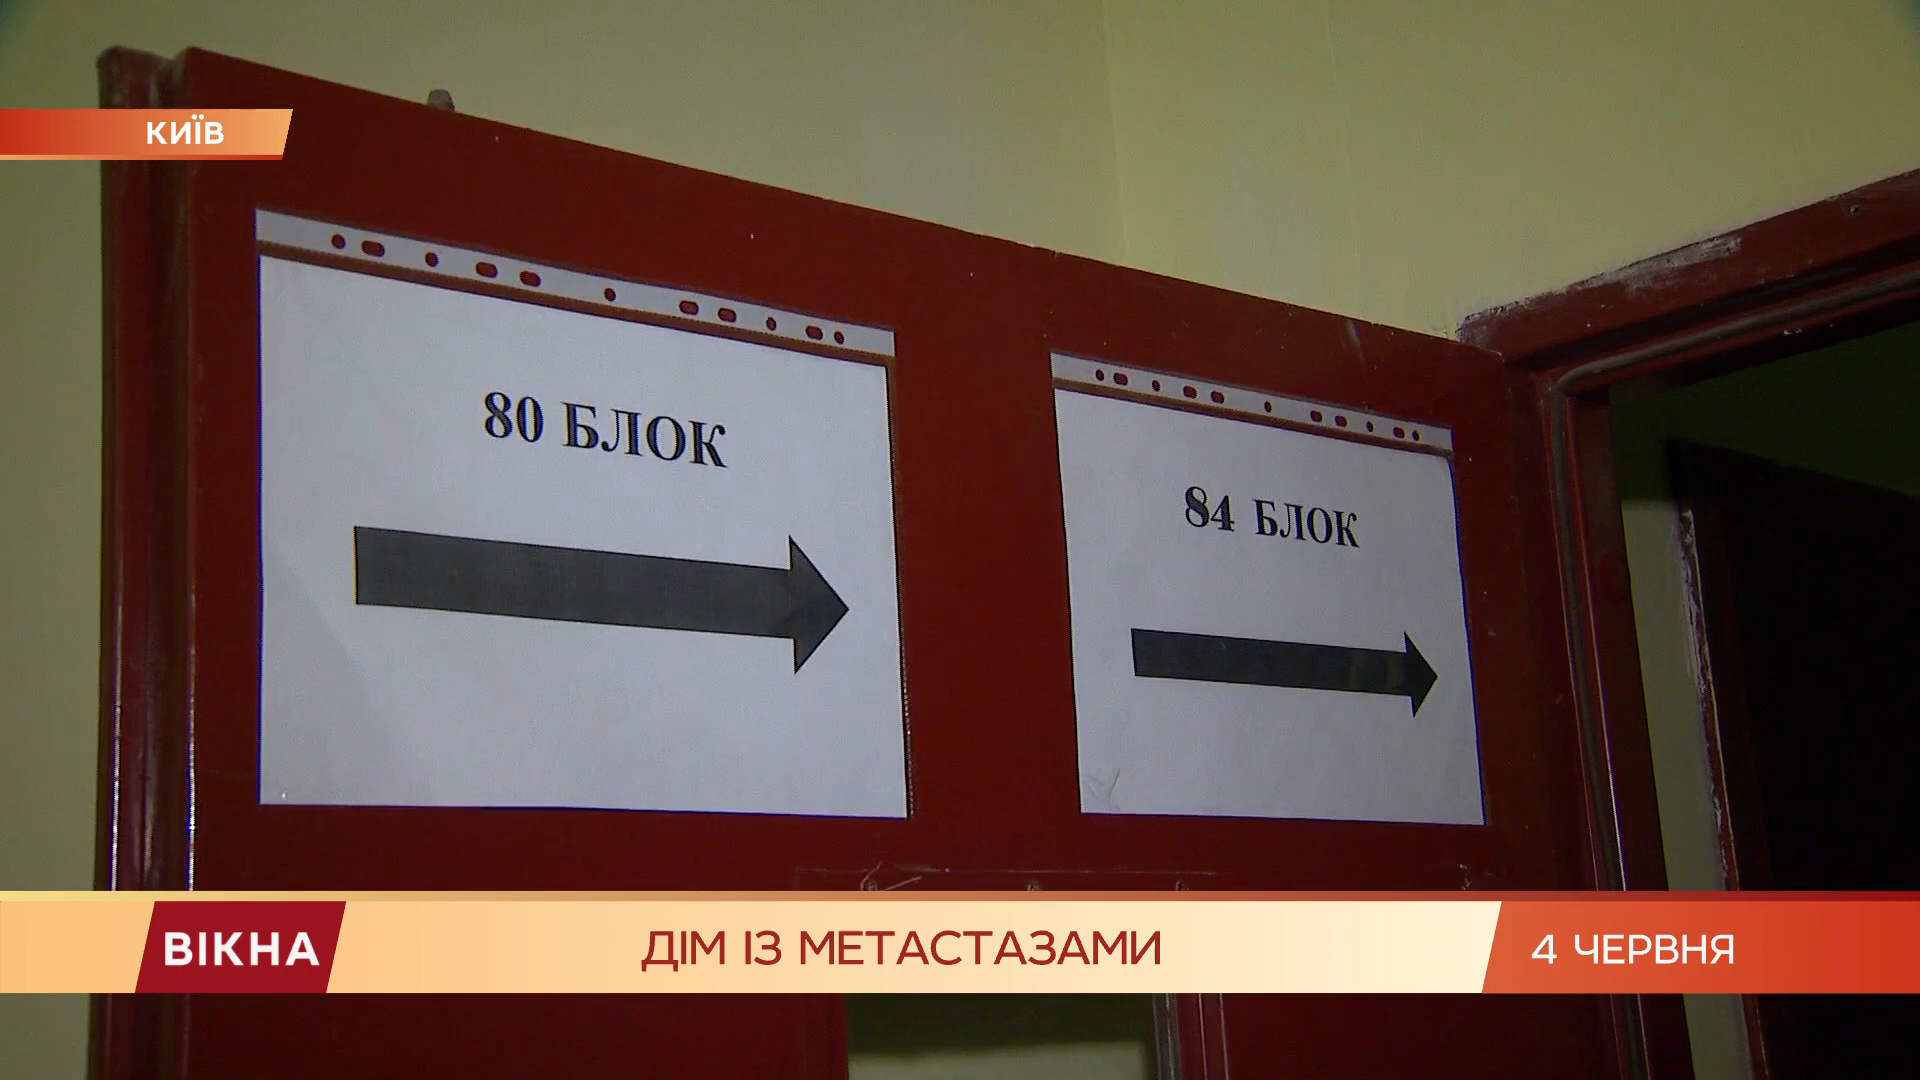 КИЇВ
80 БЛОК
84 БЛОК
ВІКНА
ДІМ ІЗ МЕТАСТАЗАМИ
4 ЧЕРВНЯ